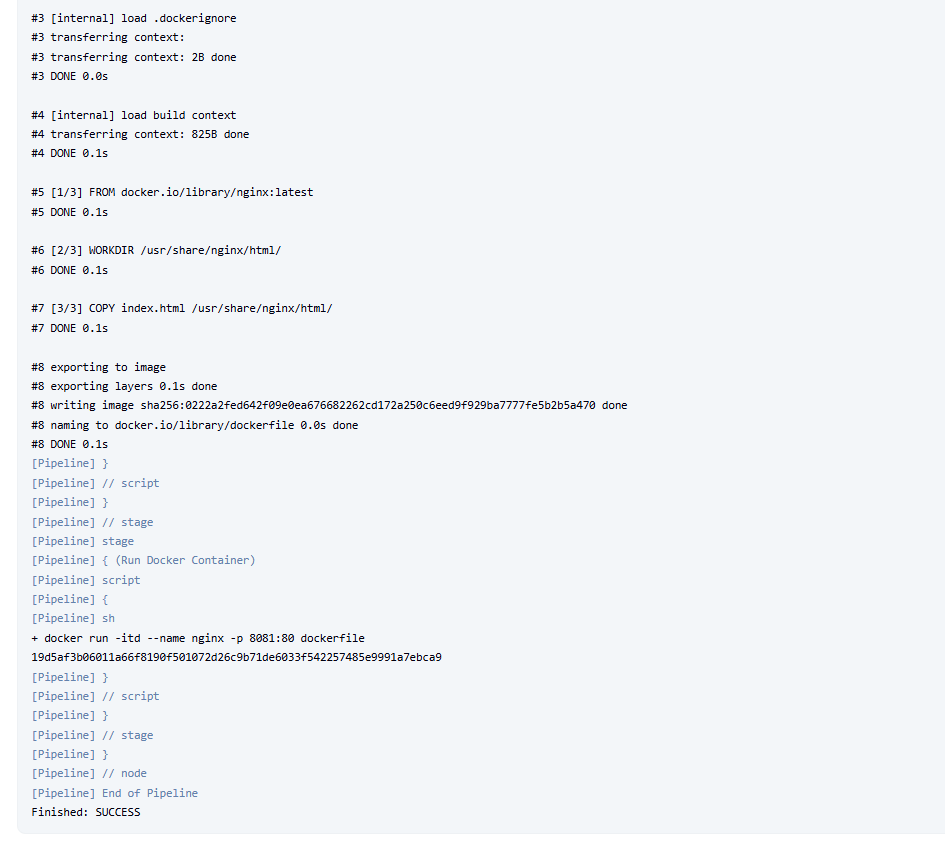 #3 [internal] load .dockerignore
#3 transferring context:
#3 transferring context: 2B done
#3 DONE 0.0s
#4 [internal] load build context
#4 transferring context: 825B done
#4 DONE 0.1s
#5 [1/3] FROM docker.io/library/nginx:latest
#5 DONE 0.1s
#6 [2/3] WORKDIR /usr/share/nginx/html/
#6 DONE 0.1s
#7 [3/3] COPY index.html /usr/share/nginx/html/
#7 DONE 0.1s
#8 exporting to image
#8 exporting layers 0.1s done
#8 writing image sha256:0222a2fed642f09e0ea676682262cd172a250c6eed9f929ba7777fe5b2b5a470 done
#8 naming to docker.io/library/dockerfile 0.0s done
#8 DONE 0.1s
[Pipeline] }
[Pipeline] // script
[Pipeline] }
[Pipeline] // stage
[Pipeline] stage
[Pipeline] { (Run Docker Container)
[Pipeline] script
[Pipeline] {
[Pipeline] sh
+ docker run -itd --name nginx -p 8081:80 dockerfile
19d5af3b06011a66f8190f501072d26c9b71de6033f542257485e9991a7ebca9
[Pipeline] }
[Pipeline] // script
[Pipeline] }
[Pipeline] // stage
[Pipeline] }
[Pipeline] // node
[Pipeline] End of Pipeline
Finished: SUCCESS